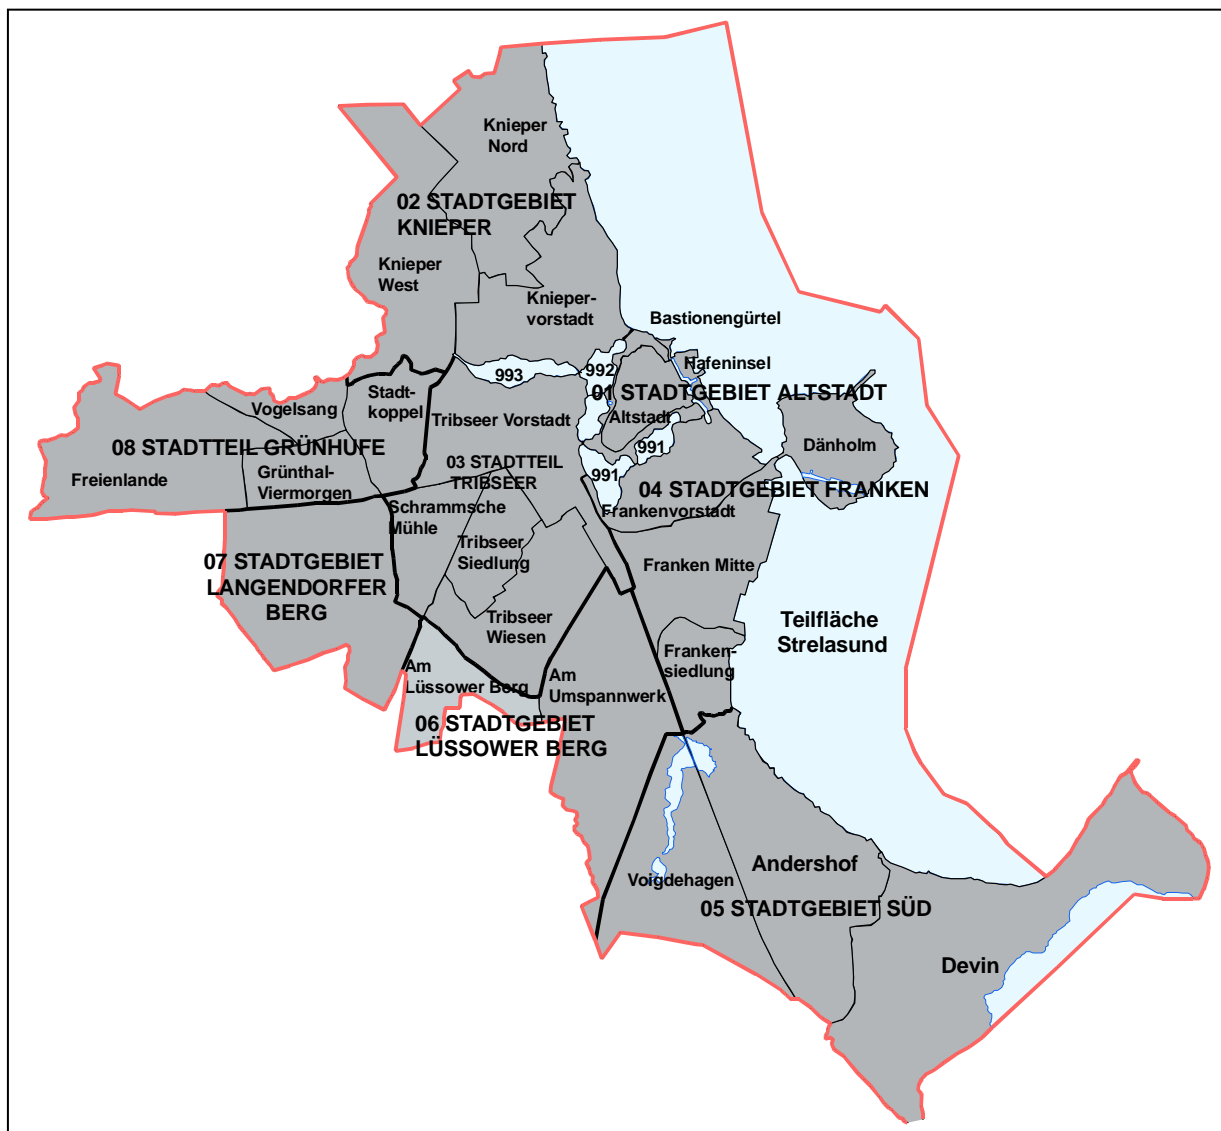 Knieper
Nord
02 STADTGEBIET
KNIEPER
Knieper
West
Knieper-
vorstadt
Bastionengürtel
Hafeninsel
992
993
01 STADTGEBIET ALTSTADT
Stadt-
koppel
Vogelsang
Tribseer Vorstadt
Altstadt
Dänholm
991
08 STADTTEIL GRÜNHUFE
03 STADTTEIL
TRIBSEER
991
Freienlande
Grünthal-
Viermorgen
04 STADTGEBIET FRANKEN
Schrammsche
Mühle
Frankenvorstadt
Tribseer
Siedlung
07 STADTGEBIET
LANGENDORFER
BERG
Franken Mitte
Tribseer
Wiesen
Teilfläche
Strelasund
Franken-
siedlung
Am
Lüssower Berg
Am
Umspannwerk
06 STADTGEBIET
LÜSSOWER BERG
Andershof
Voigdehagen
05 STADTGEBIET SÜD
Devin